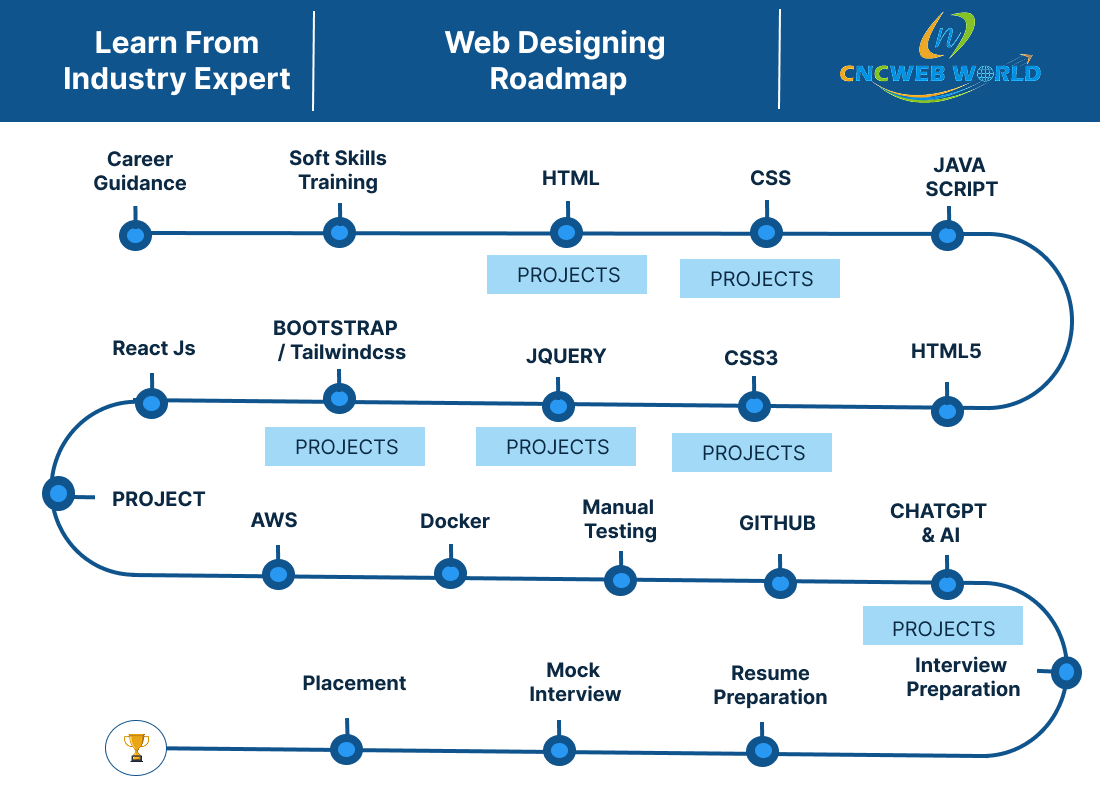 Learn From
Industry Expert
Web Designing
Roadmap
n
CNCWEB WORLD
Career
Guidance
Soft Skills
Training
HTML
CSS
JAVA
SCRIPT
PROJECTS
PROJECTS
React Js
BOOTSTRAP
/ Tailwindcss
JQUERY
CSS3
HTML5
PROJECTS
PROJECTS
PROJECTS
PROJECT
AWS
Docker
Manual
Testing
GITHUB
CHATGPT
& AI
PROJECTS
Placement
Mock
Interview
Resume
Preparation
Interview
Preparation